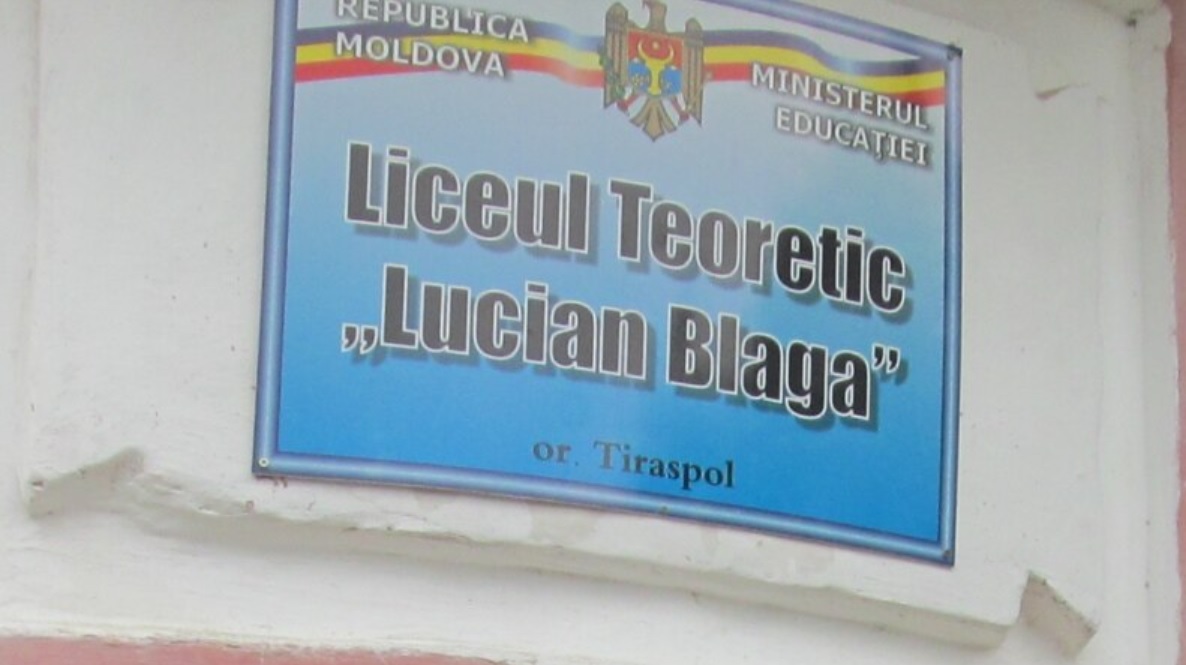 REPUBLICA
MOLDOVA
MINISTERUL
EDUCAȚIEI
Liceul Teoretic
„Lucian Blaga”
or. Tiraspol